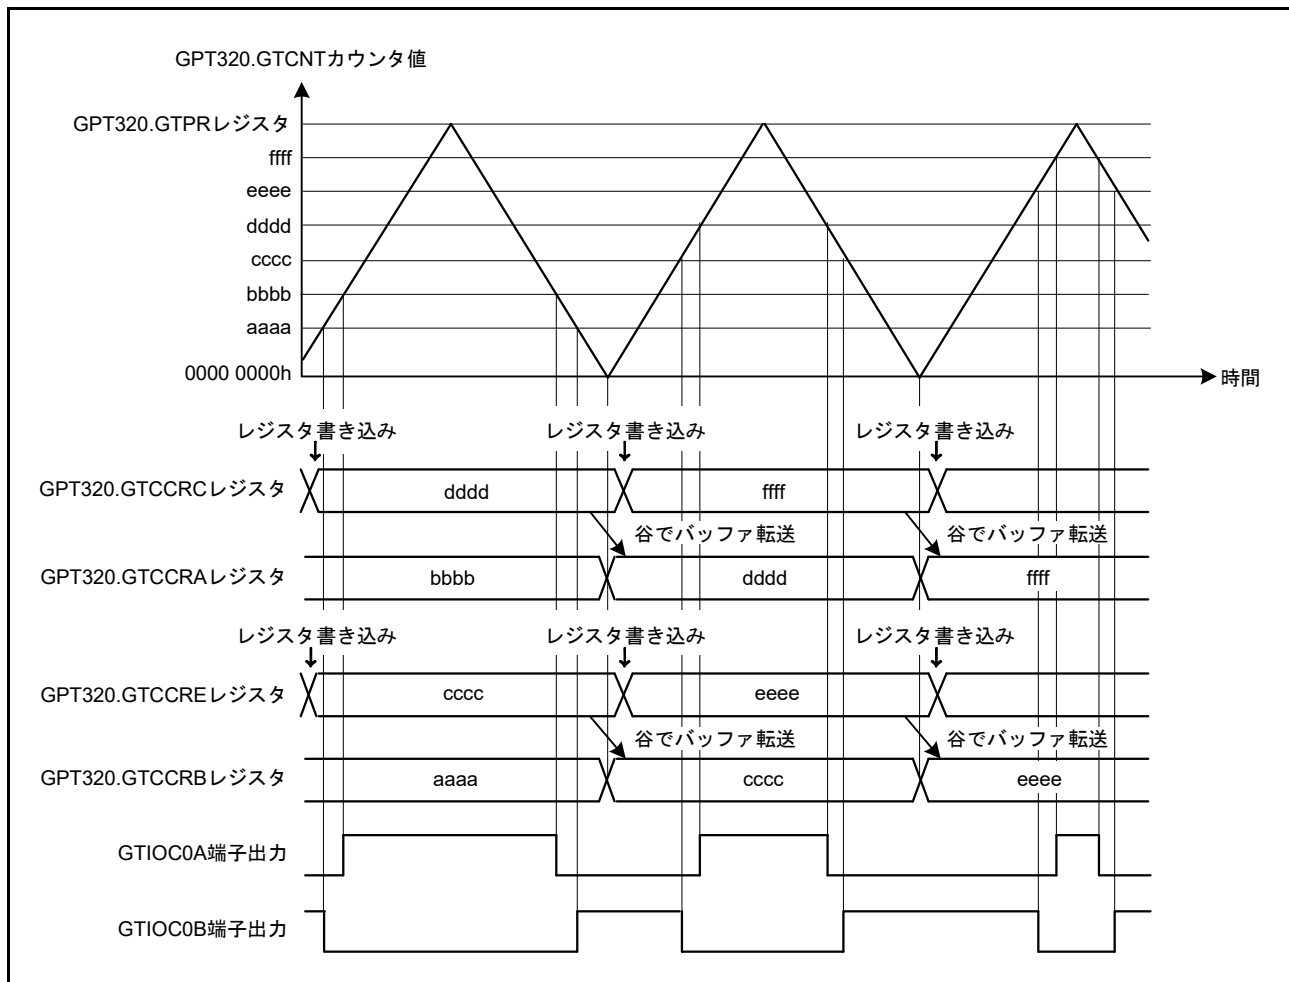 GPT320.GTCNTカウンタ値
GPT320.GTPRレジスタ
ffff
eeee
dddd
cccc
bbbb
aaaa
0000 0000h
時間
レジスタ書き込み レジスタ書き込み レジスタ書き込み
GPT320.GTCCRCレジスタ dddd ffff
谷でバッファ転送 谷でバッファ転送
GPT320.GTCCRAレジスタ bbbb dddd ffff
レジスタ書き込み レジスタ書き込み レジスタ書き込み
GPT320.GTCCREレジスタ cccc eeee
谷でバッファ転送 谷でバッファ転送
GPT320.GTCCRBレジスタ aaaa cccc eeee
GTIOC0A端子出力
GTIOC0B端子出力